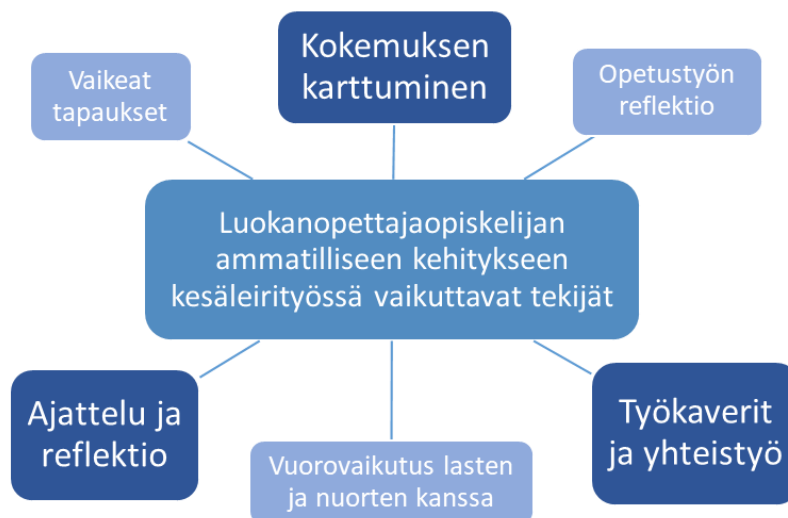 Kokemuksen
karttuminen
Vaikeat
tapaukset
Opetustyön
reflektio
Luokanopettajaopiskelijan
ammatilliseen kehitykseen
kesäleirityössä vaikuttavat tekijät
Ajattelu ja
reflektio
Vuorovaikutus lasten
ja nuorten kanssa
Työkaverit
ja yhteistyö